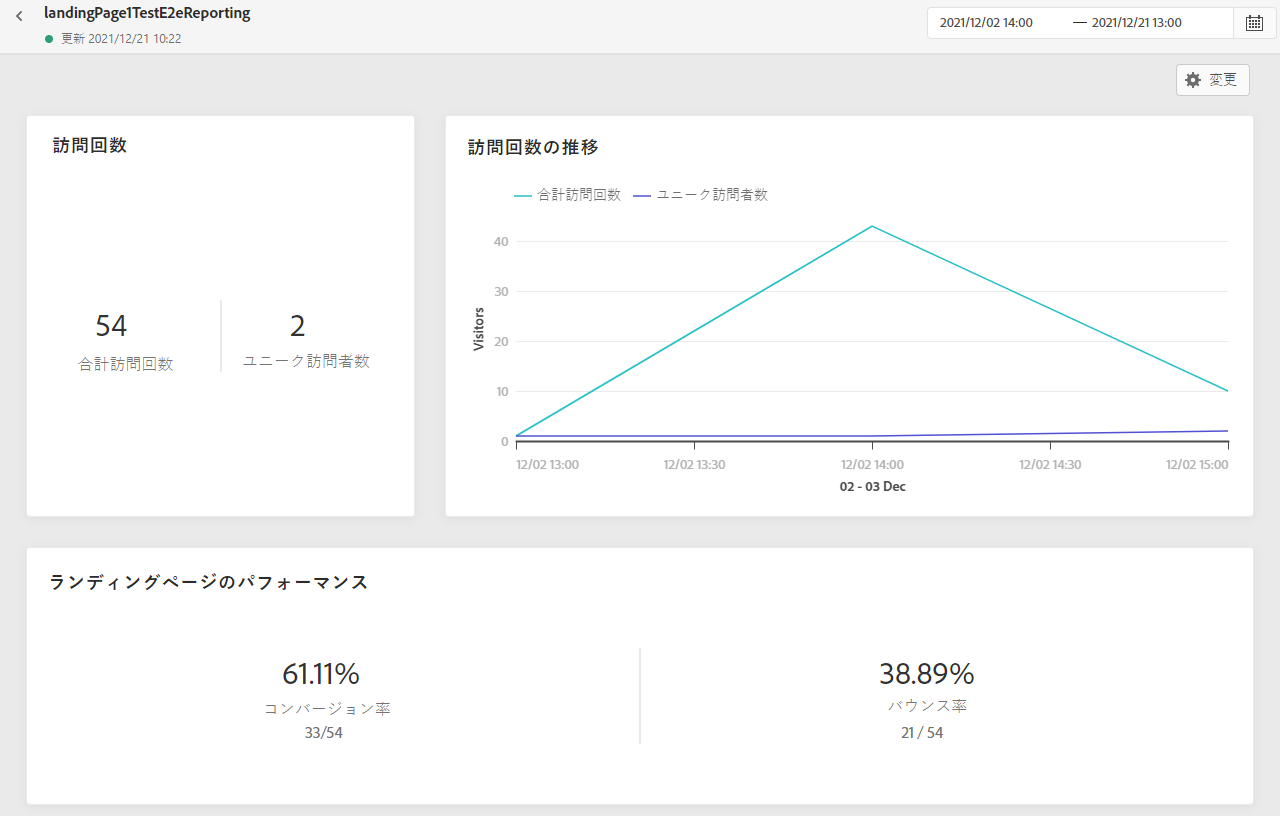 landingPage1TestE2eReporting
更新 2021/12/21 10:22
2021/12/02 14:00 — 2021/12/21 13:00
変更
訪問回数
54
合計訪問回数
2
ユニーク訪問者数
訪問回数の推移
合計訪問回数 ユニーク訪問者数
Visitors
40
30
20
10
0
12/02 13:00 12/02 13:30 12/02 14:00 12/02 14:30 12/02 15:00
02 - 03 Dec
ランディングページのパフォーマンス
61.11%
コンバージョン率
33/54
38.89%
バウンス率
21 / 54